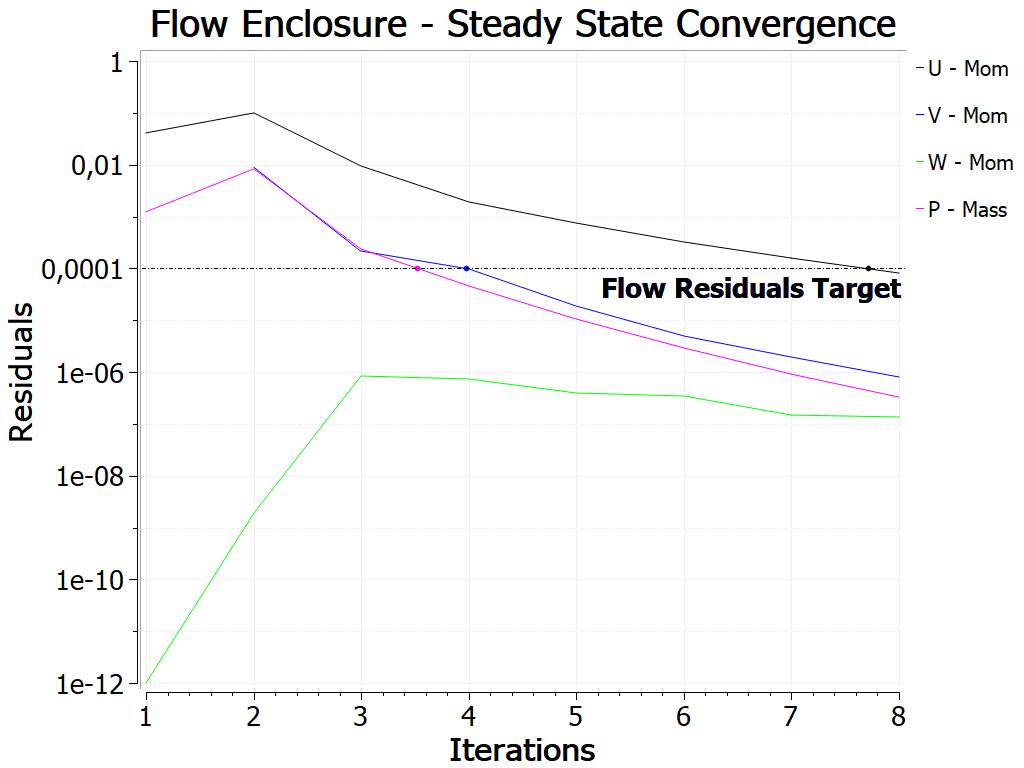 Flow Enclosure - Steady State Convergence
1
0,01
0,0001
1e-06
1e-08
1e-10
1e-12
Residuals
U - Mom
V - Mom
W - Mom
P - Mass
Flow Residuals Target
1 2 3 4 5 6 7 8
Iterations